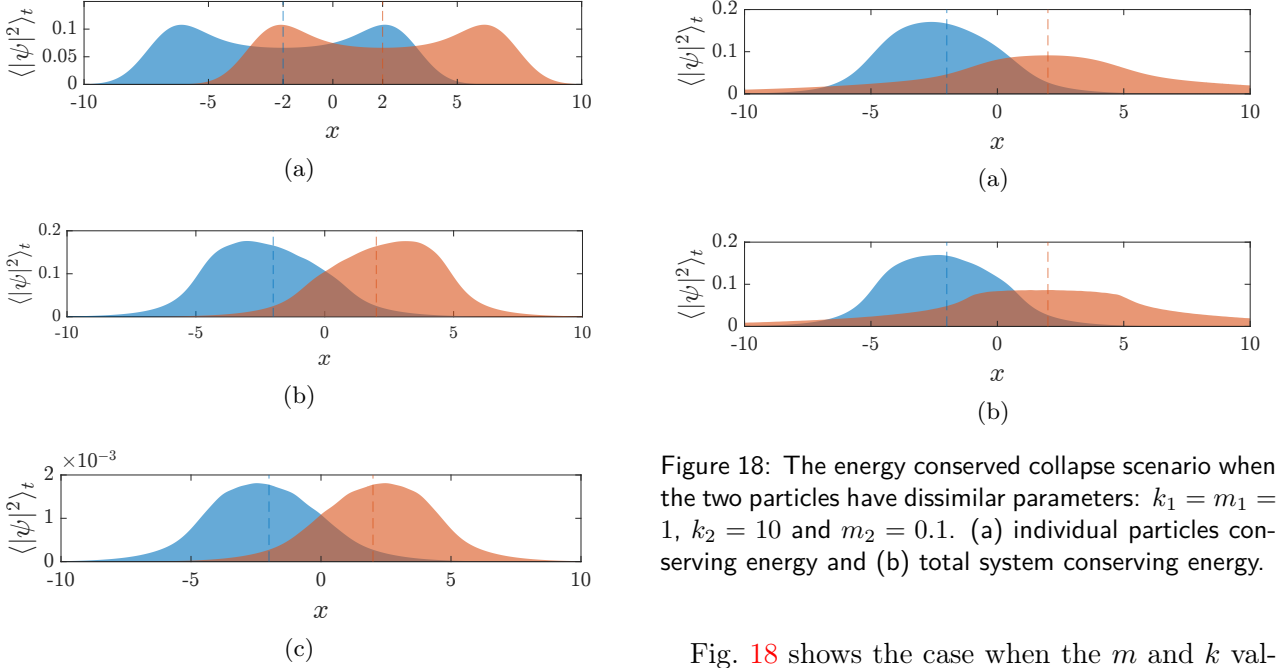 ⟨|ψ|²⟩ₜ
0.1
0.05
0
-10
-5
-2
0
2
5
10
x
(a)
⟨|ψ|²⟩ₜ
0.2
0.1
0
-10
-5
0
5
10
x
(b)
×10⁻³
⟨|ψ|²⟩ₜ
2
1
0
-10
-5
0
5
10
x
(c)
⟨|ψ|²⟩ₜ
0.2
0.1
0
-10
-5
0
5
10
x
(a)
⟨|ψ|²⟩ₜ
0.2
0.1
0
-10
-5
0
5
10
x
(b)
Figure 18: The energy conserved collapse scenario when
the two particles have dissimilar parameters: k₁ = m₁ =
1, k₂ = 10 and m₂ = 0.1. (a) individual particles con-
serving energy and (b) total system conserving energy.
Fig. 18 shows the case when the m and k val-